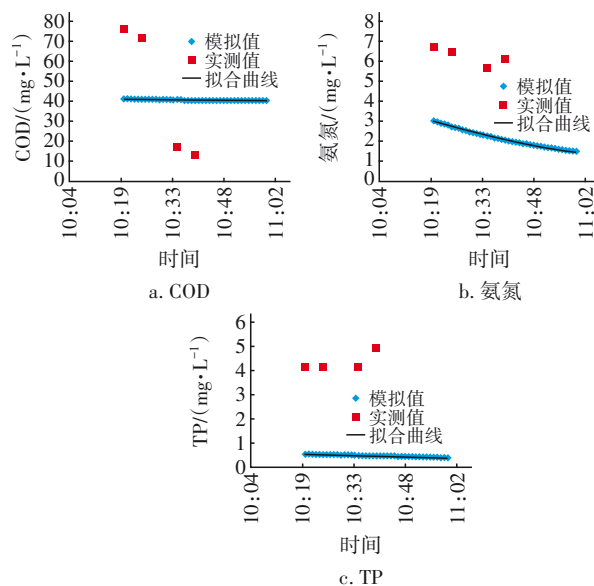 80
70
60
50
40
30
20
10
0
COD/(mg·L⁻¹)
模拟值
实测值
拟合曲线
10:04
10:19
10:33
10:48
11:02
时间
a. COD
8
7
6
5
4
3
2
1
0
氨氮/(mg·L⁻¹)
模拟值
实测值
拟合曲线
10:04
10:19
10:33
10:48
11:02
时间
b. 氨氮
6
5
4
3
2
1
0
TP/(mg·L⁻¹)
模拟值
实测值
拟合曲线
10:04
10:19
10:33
10:48
11:02
时间
c. TP